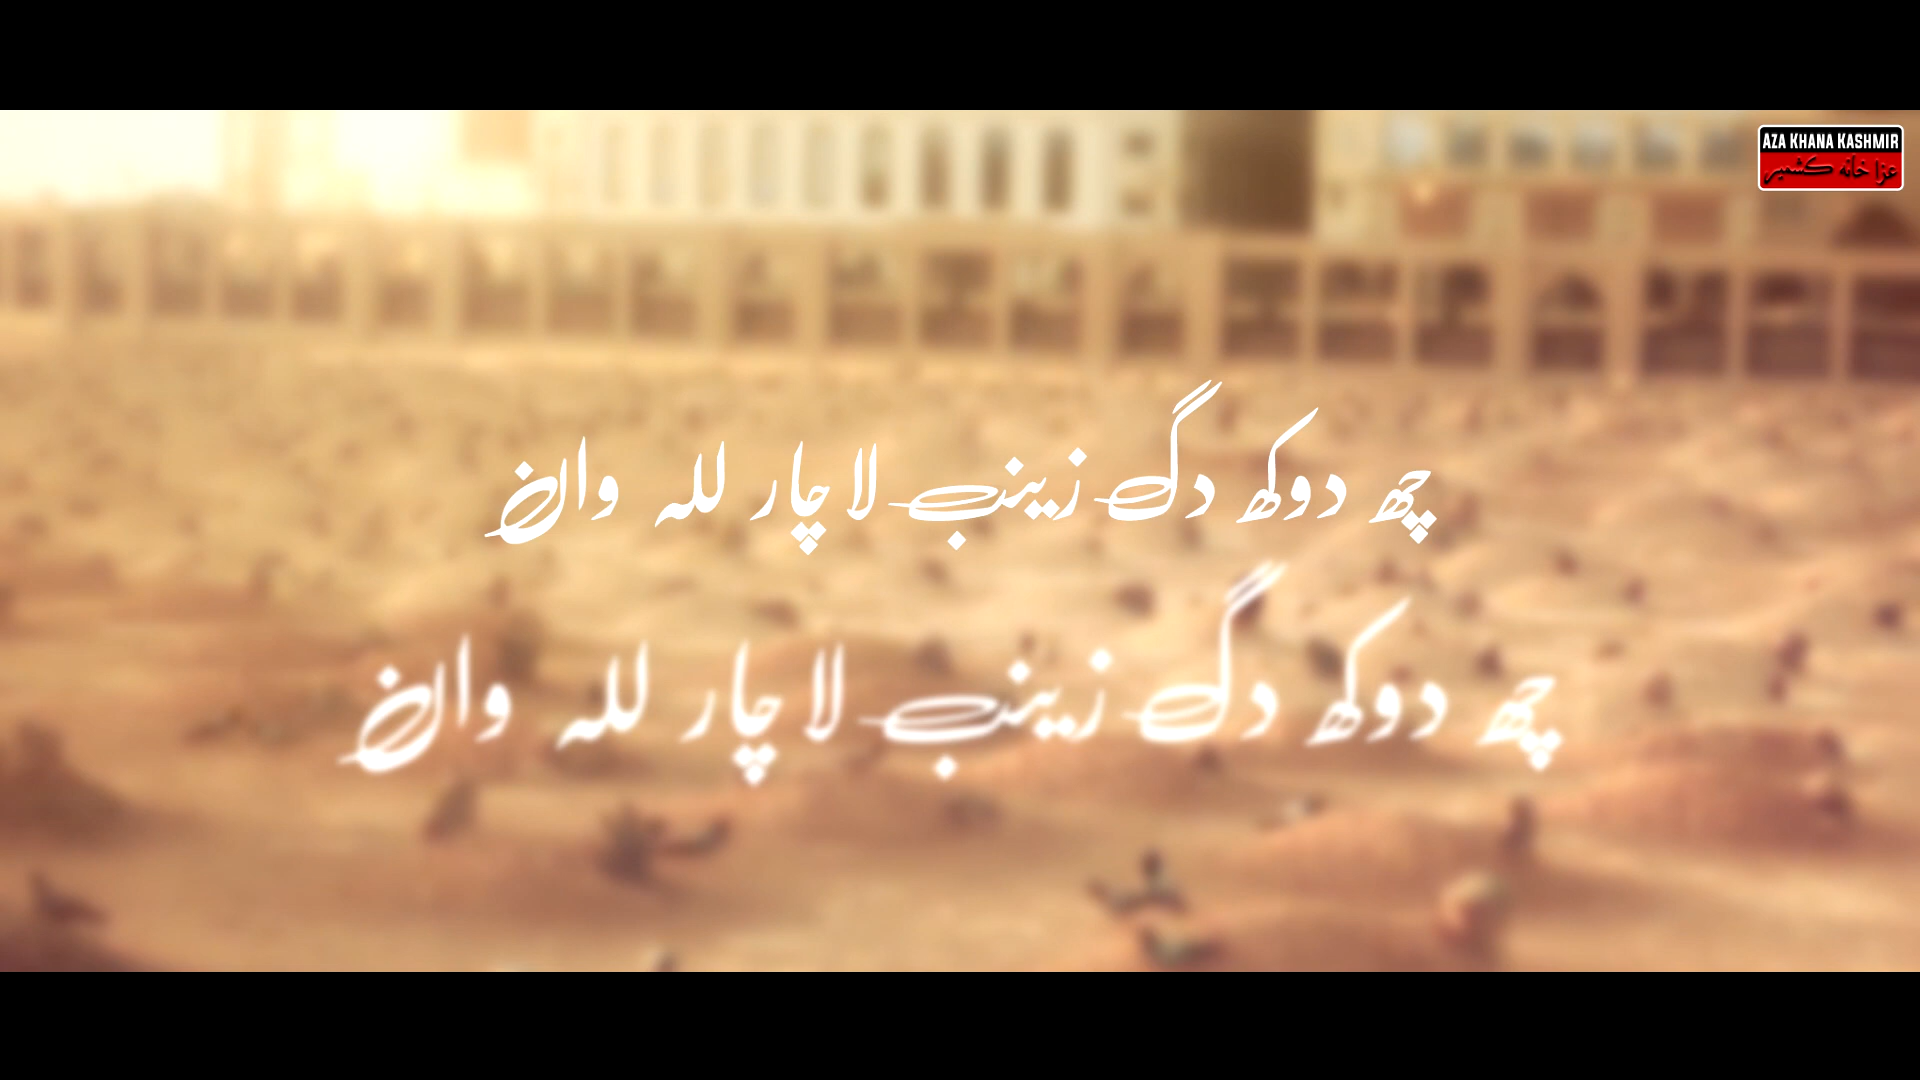 AZA KHANA KASHMIR
عزا خانہ کشمیر
چھ دوکھ دگ زینب لاچار للہ وان
چھ دوکھ دگ زینب لاچار للہ وان